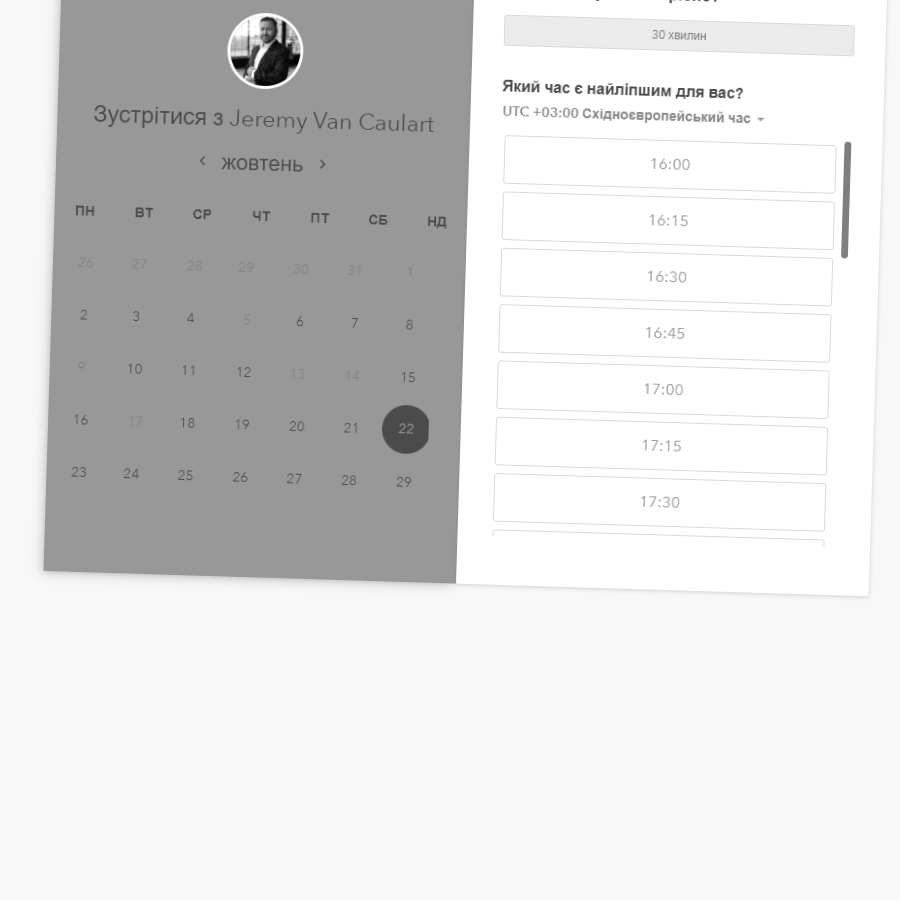 Зустрітися з Jeremy Van Caulart
жовтень
ПН ВТ СР ЧТ ПТ СБ НД
26 27 28 29 30 31 1
2 3 4 5 6 7 8
9 10 11 12 13 14 15
16 17 18 19 20 21 22
23 24 25 26 27 28 29
30 хвилин
Який час є найліпшим для вас?
UTC +03:00 Східноєвропейський час
16:00
16:15
16:30
16:45
17:00
17:15
17:30